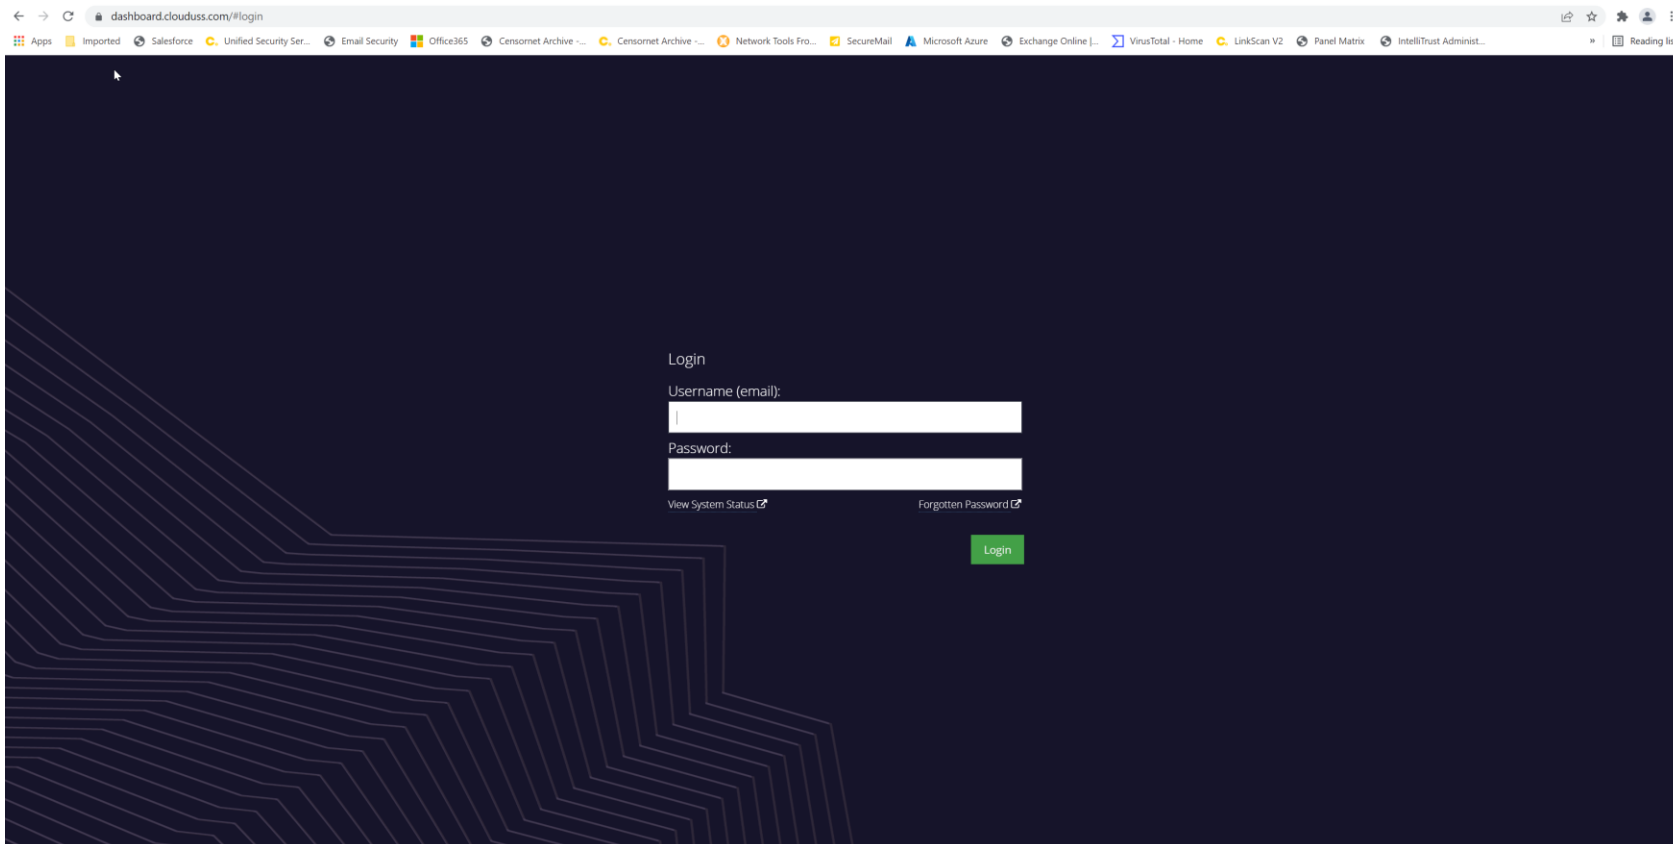 dashboard.clouduss.com/#login
Apps Imported Salesforce Unified Security Ser... Email Security Office365 Censornet Archive -... Censornet Archive -... Network Tools Fro... SecureMail Microsoft Azure Exchange Online |... VirusTotal - Home LinkScan V2 Panel Matrix IntelliTrust Administ... » Reading lis
Login
Username (email):
Password:
View System Status Forgotten Password
Login